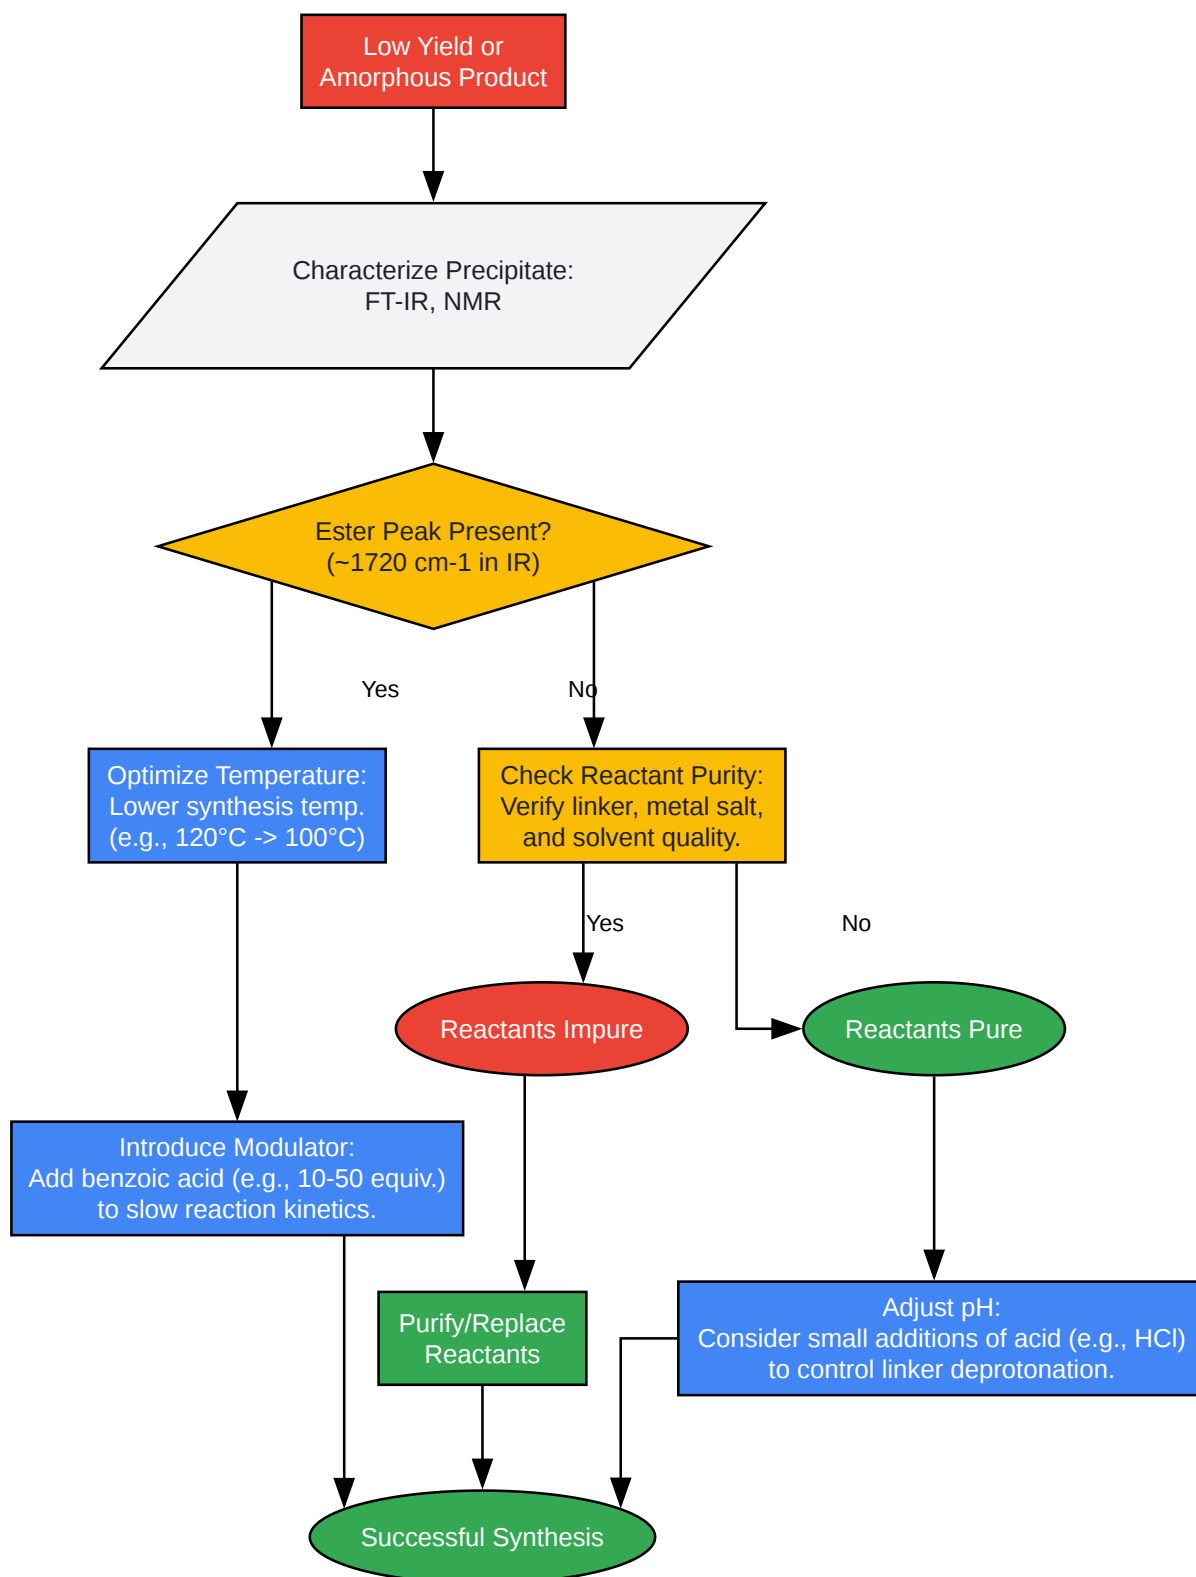 Low Yield or
Amorphous Product
Characterize Precipitate:
FT-IR, NMR
Ester Peak Present?
(~1720 cm-1 in IR)
Yes
No
Optimize Temperature:
Lower synthesis temp.
(e.g., 120°C -> 100°C)
Check Reactant Purity:
Verify linker, metal salt,
and solvent quality.
Yes
No
Reactants Impure
Reactants Pure
Introduce Modulator:
Add benzoic acid (e.g., 10-50 equiv.)
to slow reaction kinetics.
Purify/Replace
Reactants
Adjust pH:
Consider small additions of acid (e.g., HCl)
to control linker deprotonation.
Successful Synthesis